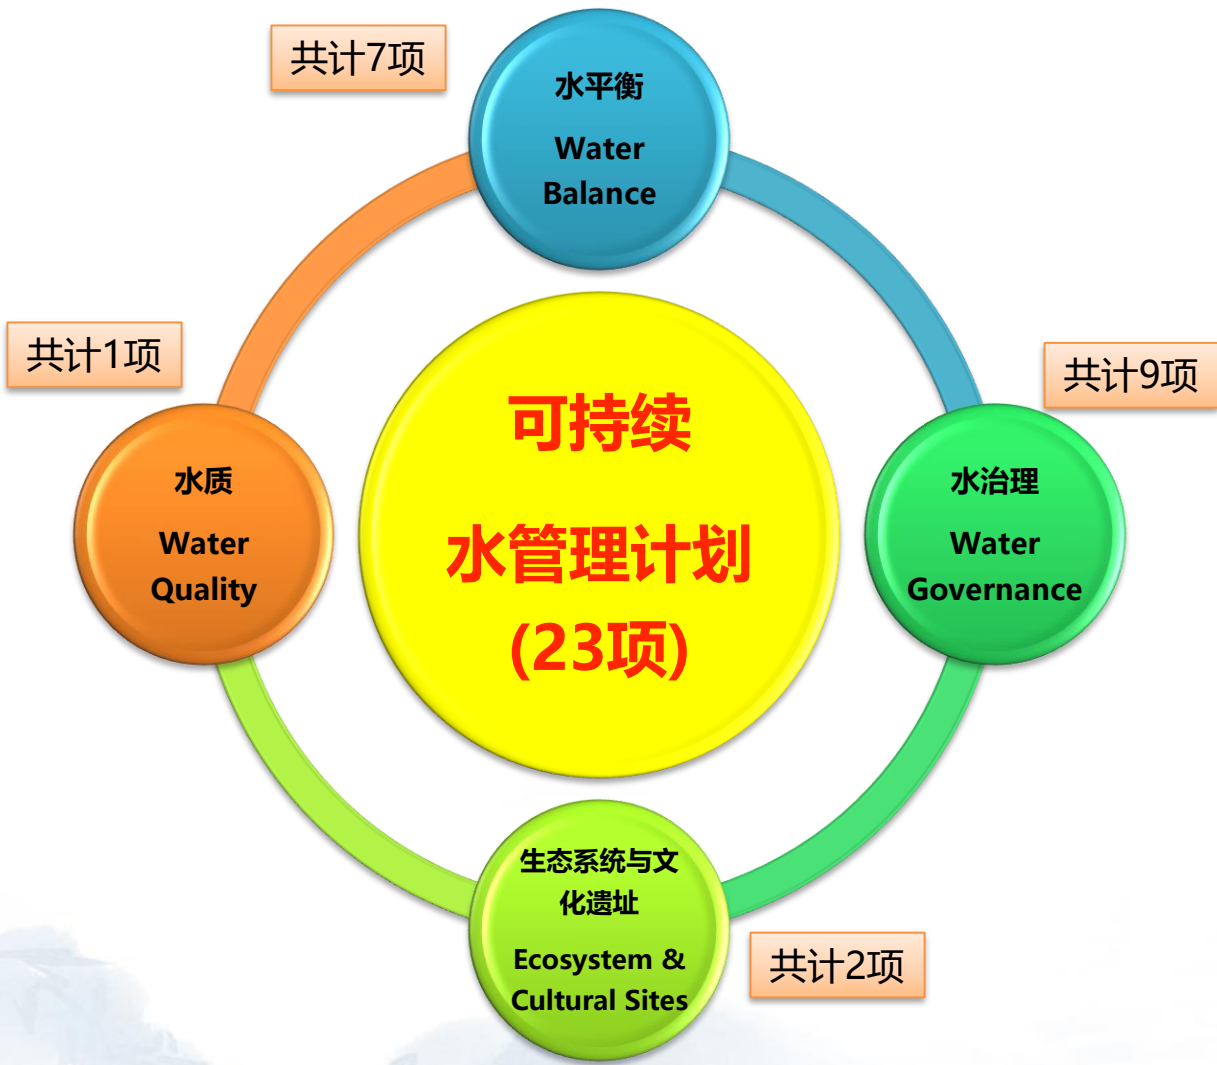 共计7项
水平衡
Water
Balance
共计1项
共计9项
水质
Water
Quality
可持续
水管理计划
(23项)
水治理
Water
Governance
生态系统与文
化遗址
Ecosystem &
Cultural Sites
共计2项